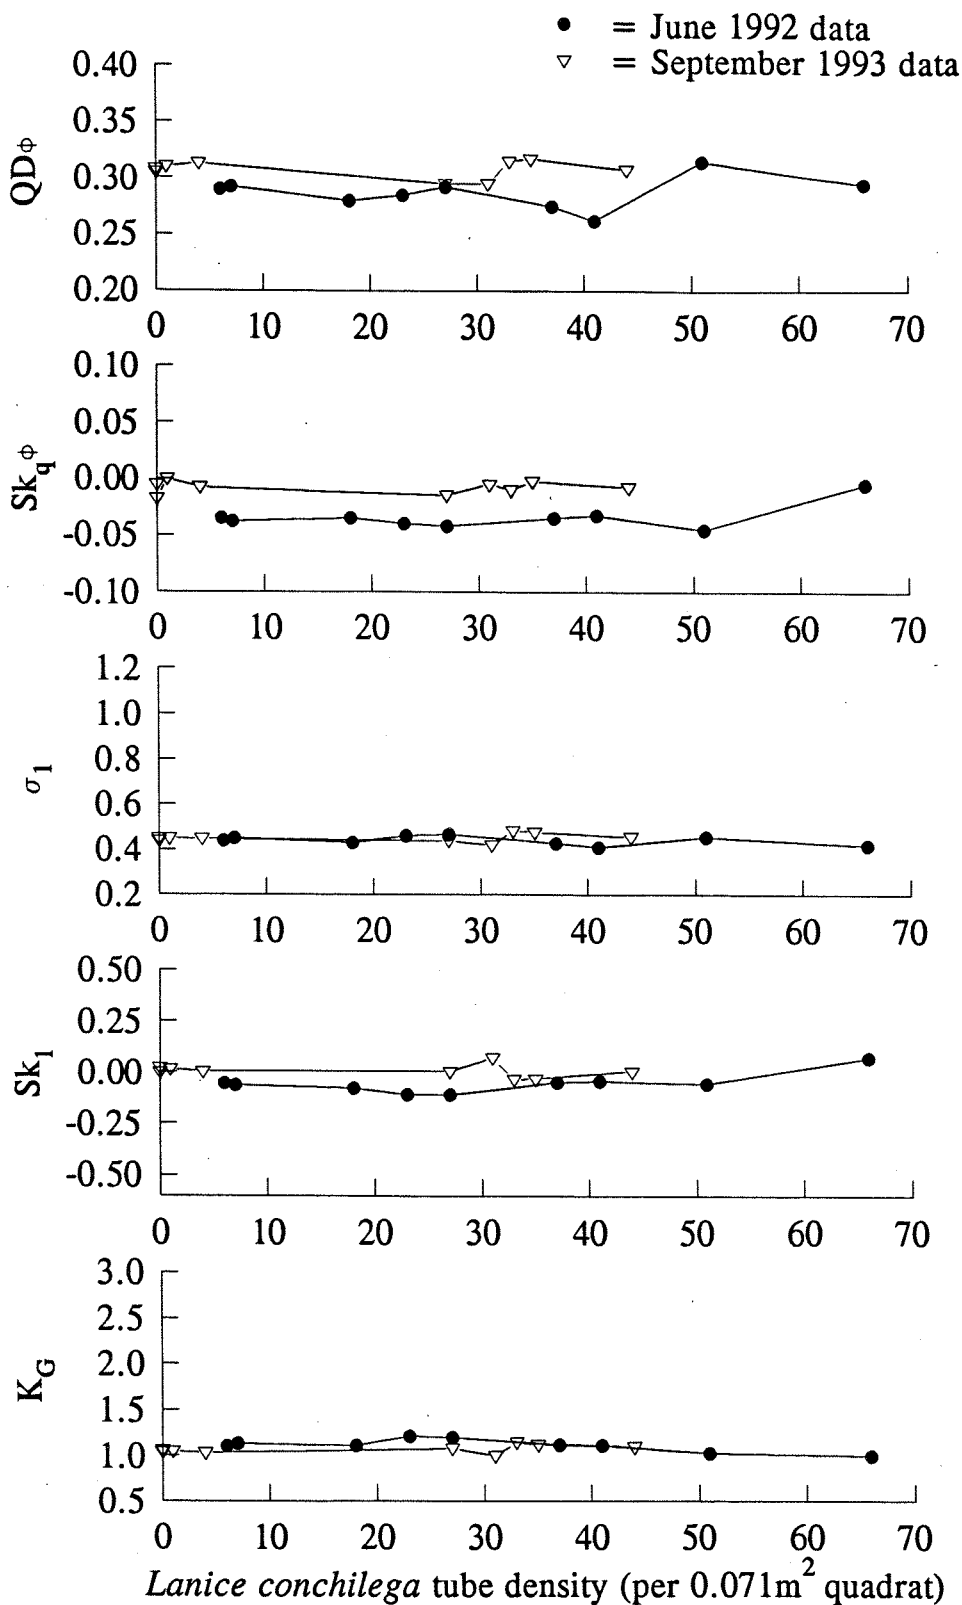 ● = June 1992 data
▽ = September 1993 data
0.40
0.35
0.30
0.25
0.20
QDϕ
0 10 20 30 40 50 60 70
0.10
0.05
0.00
-0.05
-0.10
Skqϕ
0 10 20 30 40 50 60 70
1.2
1.0
0.8
0.6
0.4
0.2
σ1
0 10 20 30 40 50 60 70
0.50
0.25
0.00
-0.25
-0.50
Sk1
0 10 20 30 40 50 60 70
3.0
2.5
2.0
1.5
1.0
0.5
KG
0 10 20 30 40 50 60 70
Lanice conchilega tube density (per 0.071m² quadrat)